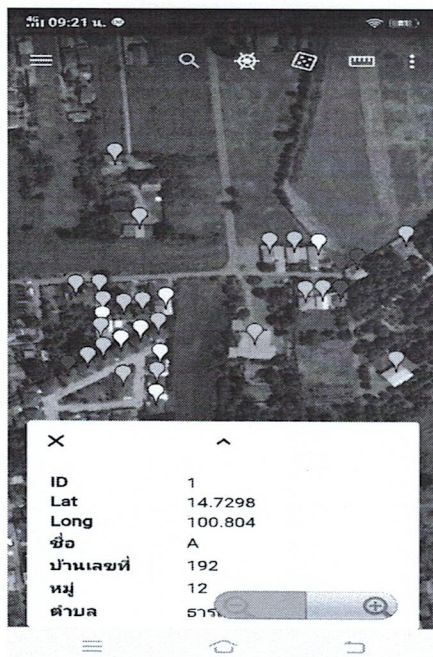 4G 09:21 น.
ID 1
Lat 14.7298
Long 100.804
ชื่อ A
บ้านเลขที่ 192
หมู่ 12
ตำบล